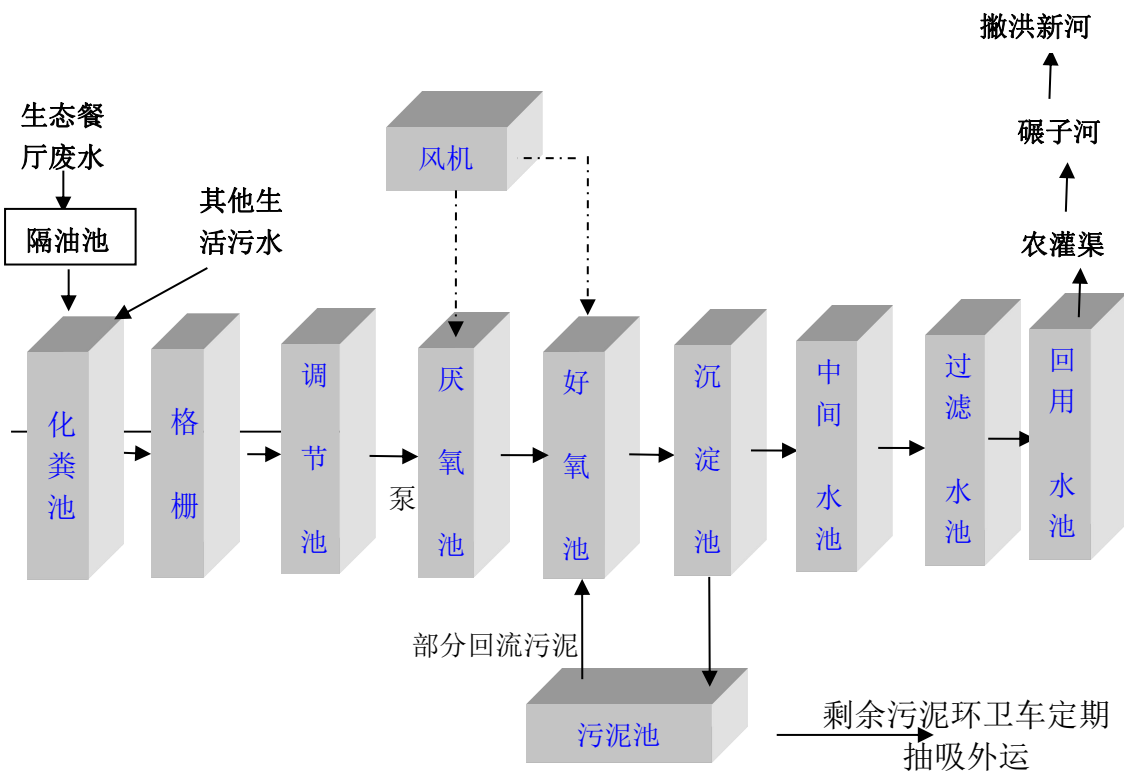 撇洪新河
碾子河
农灌渠
生态餐
厅废水
隔油池
其他生
活污水
风机
化粪池
格栅
调节池
泵
厌氧池
好氧池
沉淀池
中间水池
过滤水池
回用水池
部分回流污泥
污泥池
剩余污泥环卫车定期
抽吸外运